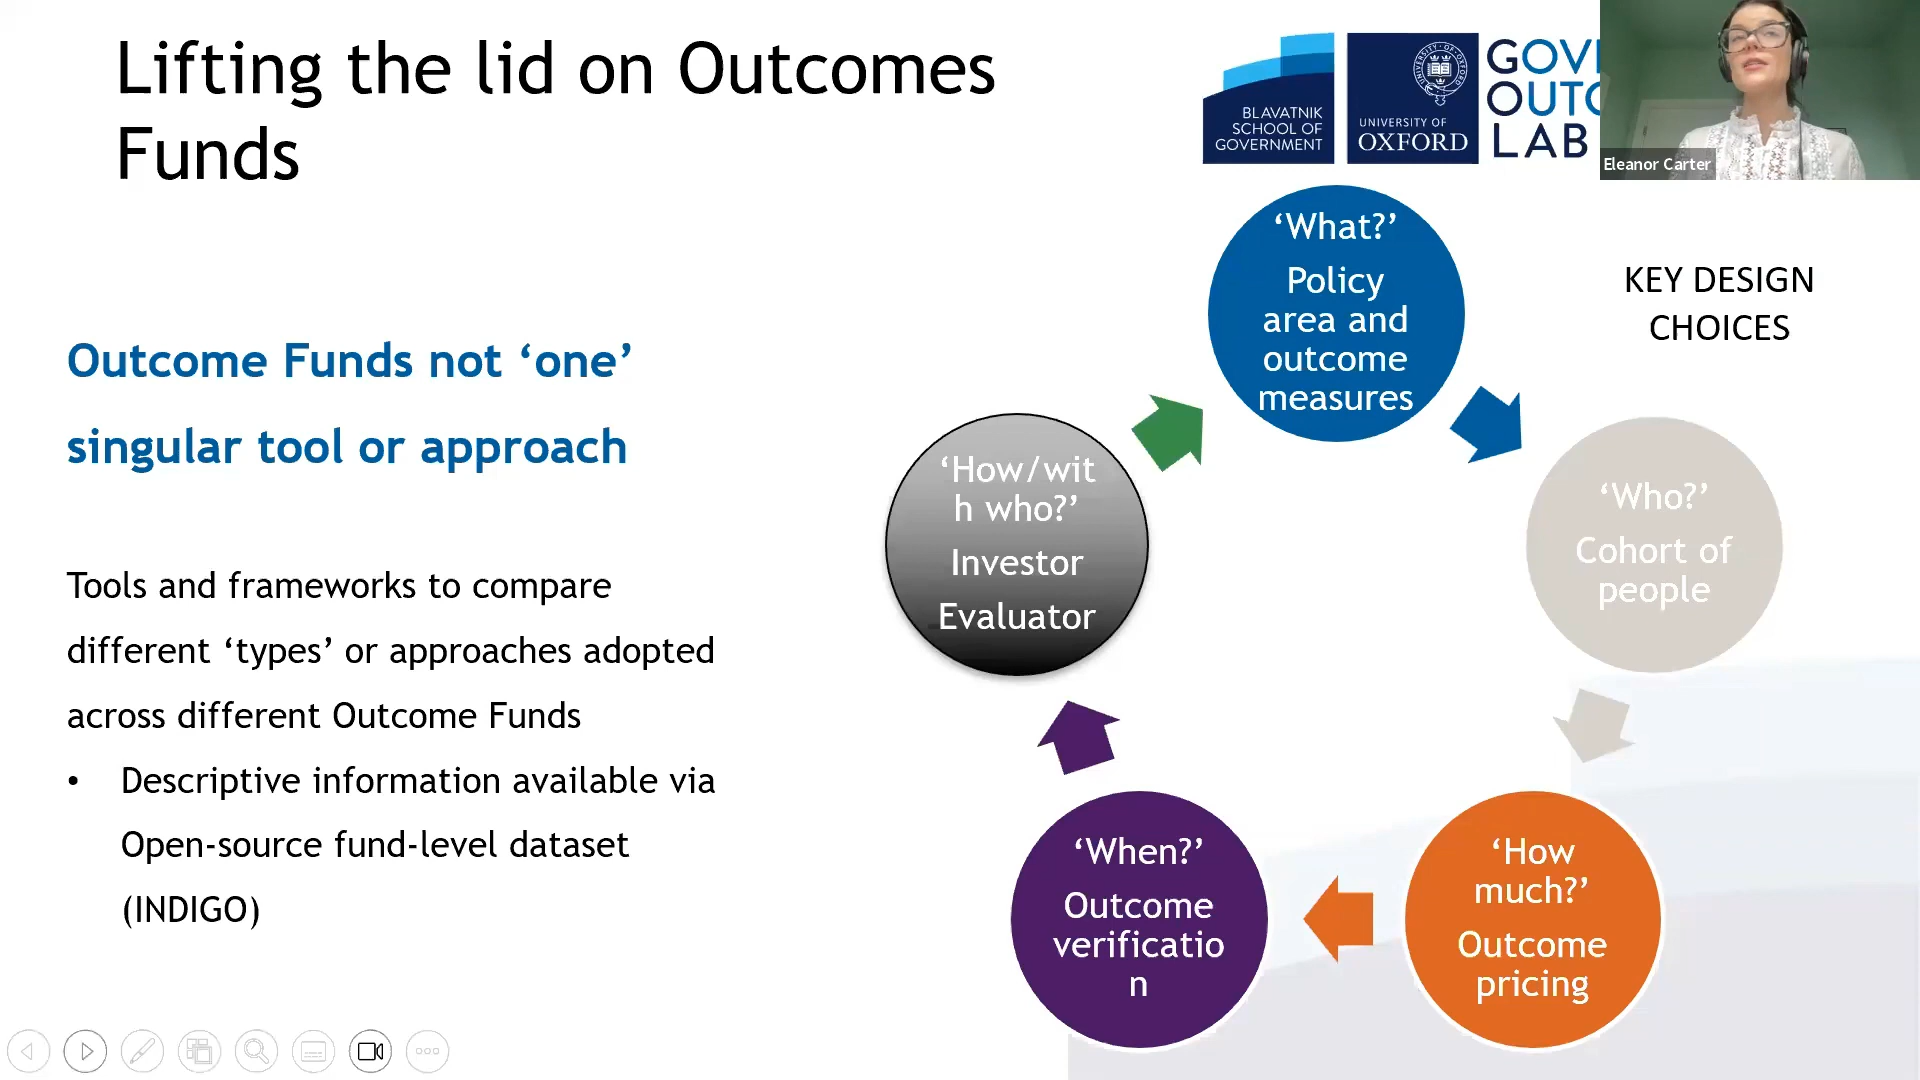 Lifting the lid on Outcomes
Funds
BLAVATNIK
SCHOOL OF
GOVERNMENT
UNIVERSITY OF
OXFORD
LAB
Eleanor Carter
Outcome Funds not ‘one’
singular tool or approach
Tools and frameworks to compare
different ‘types’ or approaches adopted
across different Outcome Funds
• Descriptive information available via
Open-source fund-level dataset
(INDIGO)
KEY DESIGN
CHOICES
‘What?’
Policy
area and
outcome
measures
‘Who?’
Cohort of
people
‘How
much?’
Outcome
pricing
‘When?’
Outcome
verificatio
n
‘How/wit
h who?’
Investor
Evaluator